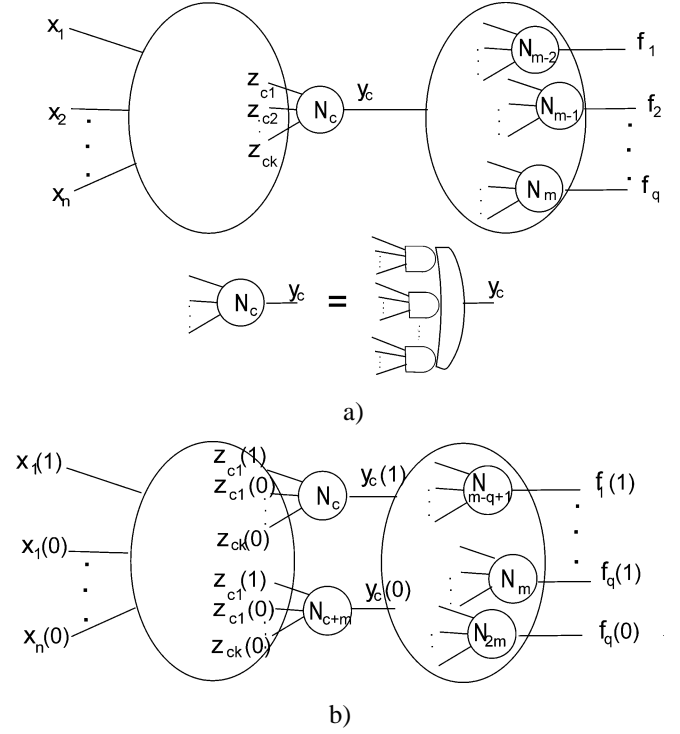 x1
x2
xn
zc1
zc2
zck
Nc
yc
Nm-2
Nm-1
Nm
f1
f2
fq
Nc
yc
=
yc
a)
x1(1)
x1(0)
xn(0)
zc1(1)
zc1(0)
zck(0)
Nc
yc(1)
zc1(1)
zc1(0)
zck(0)
Nc+m
yc(0)
Nm-q+1
Nm
N2m
f1(1)
fq(1)
fq(0)
b)